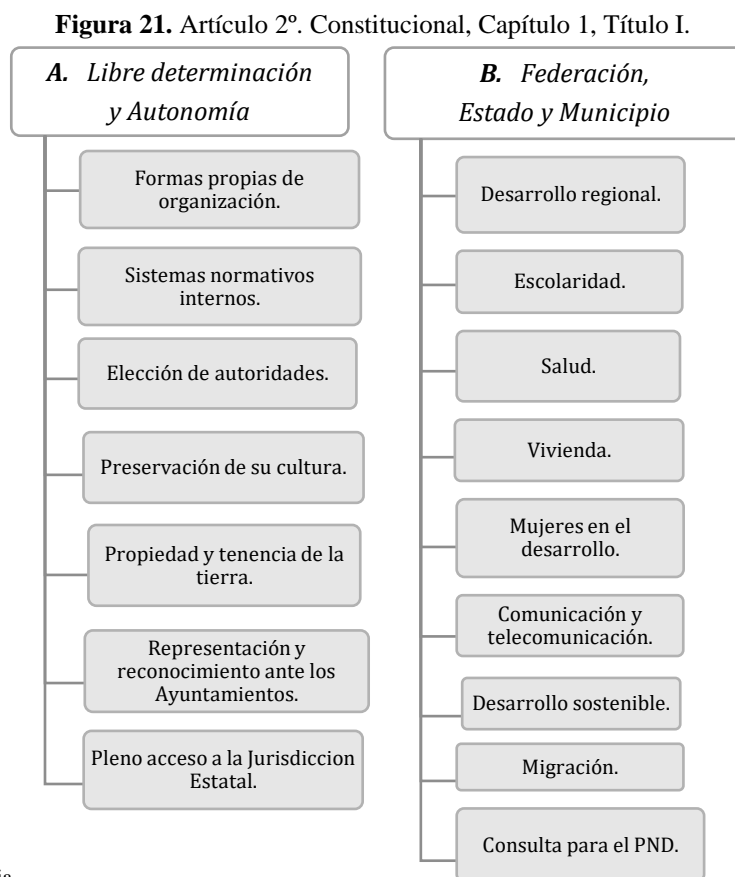 Figura 21. Artículo 2º. Constitucional, Capítulo 1, Título I.
A. Libre determinación
y Autonomía
Formas propias de
organización.
Sistemas normativos
internos.
Elección de autoridades.
Preservación de su cultura.
Propiedad y tenencia de la
tierra.
Representación y
reconocimiento ante los
Ayuntamientos.
Pleno acceso a la Jurisdiccion
Estatal.
B. Federación,
Estado y Municipio
Desarrollo regional.
Escolaridad.
Salud.
Vivienda.
Mujeres en el
desarrollo.
Comunicación y
telecomunicación.
Desarrollo sostenible.
Migración.
Consulta para el PND.